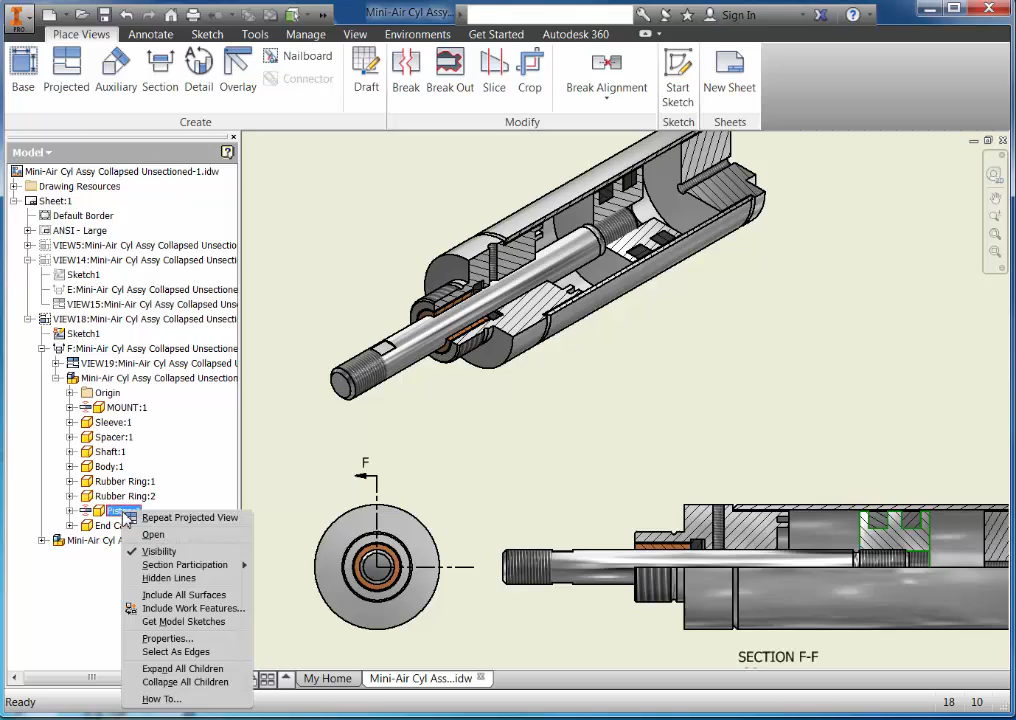 PRO
Mini-Air Cyl Assy...
Sign In
Place Views Annotate Sketch Tools Manage View Environments Get Started Autodesk 360
Base Projected Auxiliary Section Detail Overlay
Nailboard
Connector
Draft
Break Break Out Slice Crop
Break Alignment
Start
Sketch
New Sheet
Create Modify Sketch Sheets
Model
Mini-Air Cyl Assy Collapsed Unsectioned-1.idw
Drawing Resources
Sheet:1
Default Border
ANSI - Large
VIEW5:Mini-Air Cyl Assy Collapsed Unsectio
VIEW14:Mini-Air Cyl Assy Collapsed Unsecti
Sketch1
E:Mini-Air Cyl Assy Collapsed Unsectione
VIEW15:Mini-Air Cyl Assy Collapsed Uns
VIEW18:Mini-Air Cyl Assy Collapsed Unsecti
Sketch1
F:Mini-Air Cyl Assy Collapsed Unsectione
VIEW19:Mini-Air Cyl Assy Collapsed U
Mini-Air Cyl Assy Collapsed Unsection
Origin
MOUNT:1
Sleeve:1
Spacer:1
Shaft:1
Body:1
Rubber Ring:1
Rubber Ring:2
End C
Mini-Air Cyl A
Repeat Projected View
Open
Visibility
Section Participation
Hidden Lines
Include All Surfaces
Include Work Features...
Get Model Sketches
Properties...
Select As Edges
Expand All Children
Collapse All Children
How To...
F
SECTION F-F
My Home Mini-Air Cyl Ass...idw
Ready 18 10